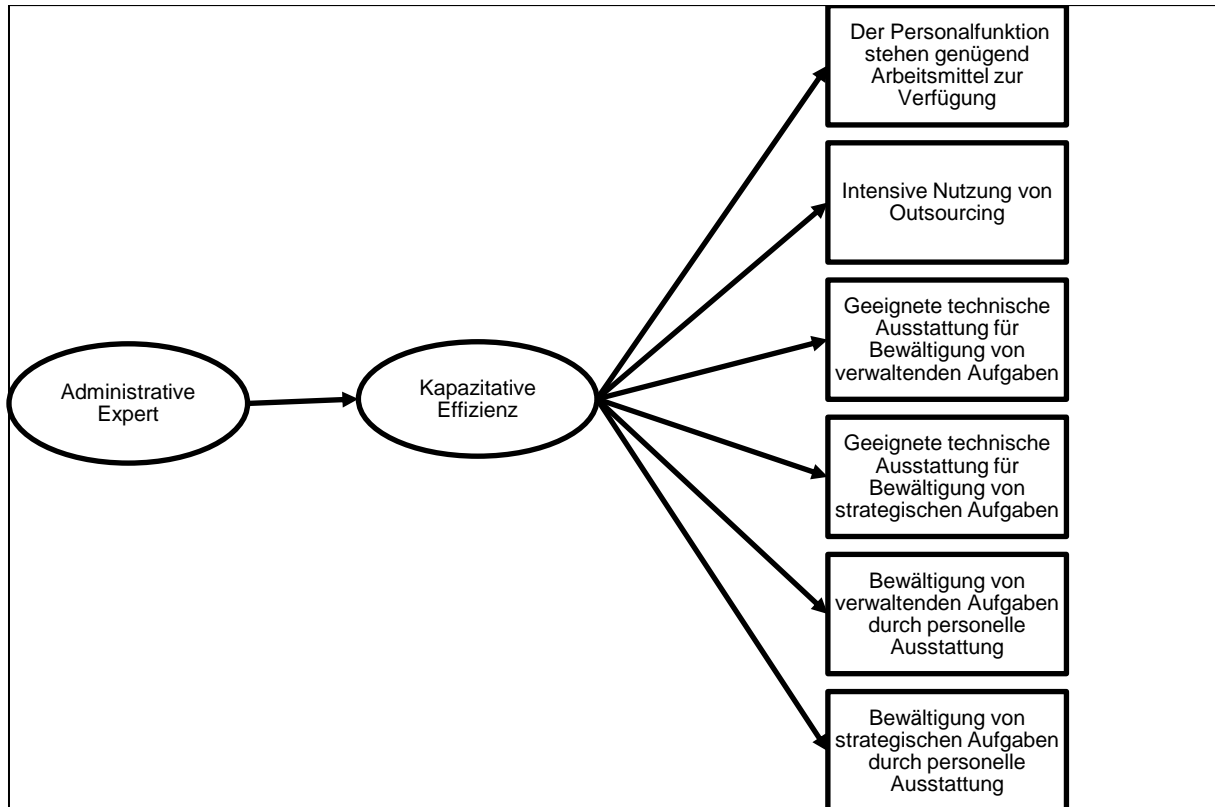 Administrative
Expert
Kapazitative
Effizienz
Der Personalfunktion
stehen genügend
Arbeitsmittel zur
Verfügung
Intensive Nutzung von
Outsourcing
Geeignete technische
Ausstattung für
Bewältigung von
verwaltenden Aufgaben
Geeignete technische
Ausstattung für
Bewältigung von
strategischen Aufgaben
Bewältigung von
verwaltenden Aufgaben
durch personelle
Ausstattung
Bewältigung von
strategischen Aufgaben
durch personelle
Ausstattung